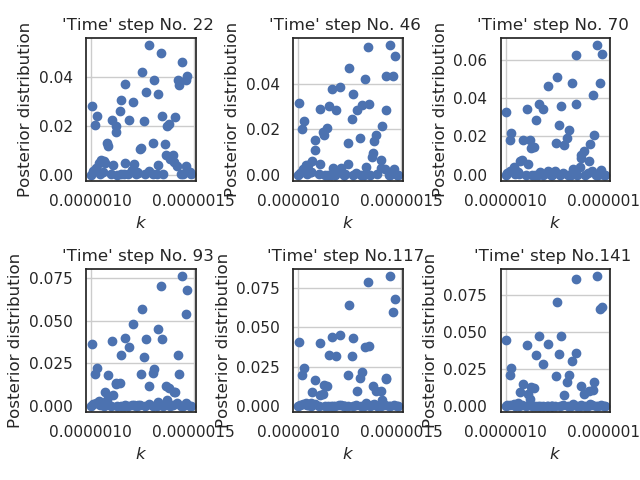 'Time' step No. 22
'Time' step No. 46
'Time' step No. 70
Posterior distribution
0.04
0.02
0.00
0.0000010
0.0000015
k
Posterior distribution
0.06
0.04
0.02
0.00
0.0000010
0.0000015
k
Posterior distribution
0.06
0.04
0.02
0.00
0.0000010
0.000001
k
'Time' step No. 93
'Time' step No.117
'Time' step No.141
Posterior distribution
0.075
0.050
0.025
0.000
0.0000010
0.0000015
k
Posterior distribution
0.075
0.050
0.025
0.000
0.0000010
0.0000015
k
Posterior distribution
0.075
0.050
0.025
0.000
0.0000010
0.000001
k